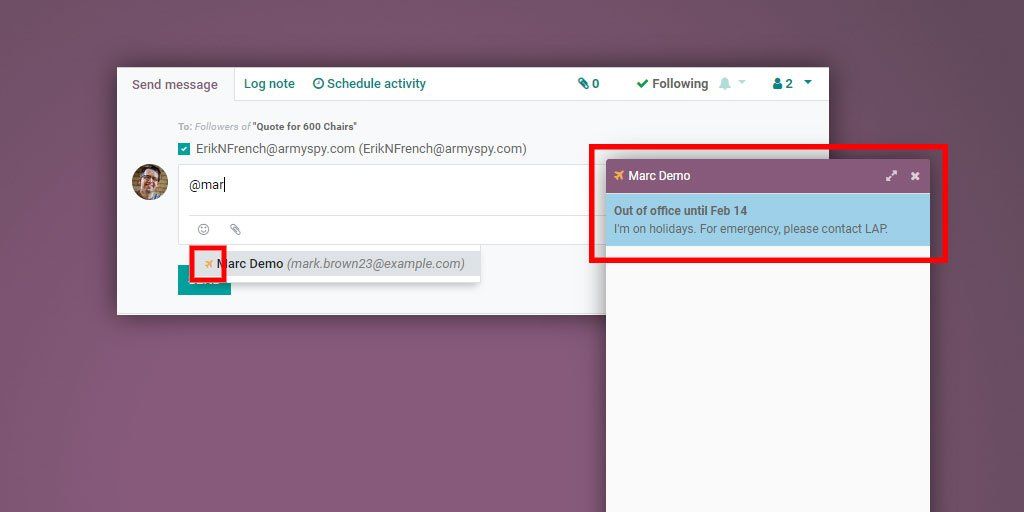 Send message Log note Schedule activity 0 Following 2
To: Followers of "Quote for 600 Chairs"
ErikNFrench@armyspy.com (ErikNFrench@armyspy.com)
@mar
Marc Demo (mark.brown23@example.com)
Marc Demo
Out of office until Feb 14
I'm on holidays. For emergency, please contact LAP.